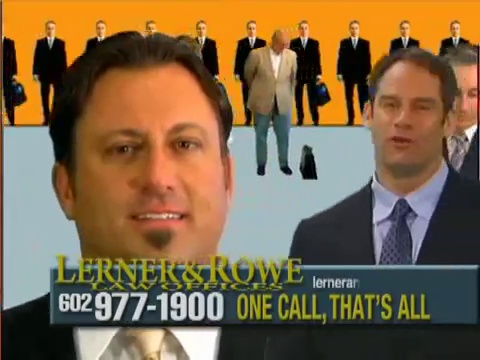 LERNER&ROWE
LAW OFFICES
lerneran
602 977-1900 ONE CALL, THAT'S ALL